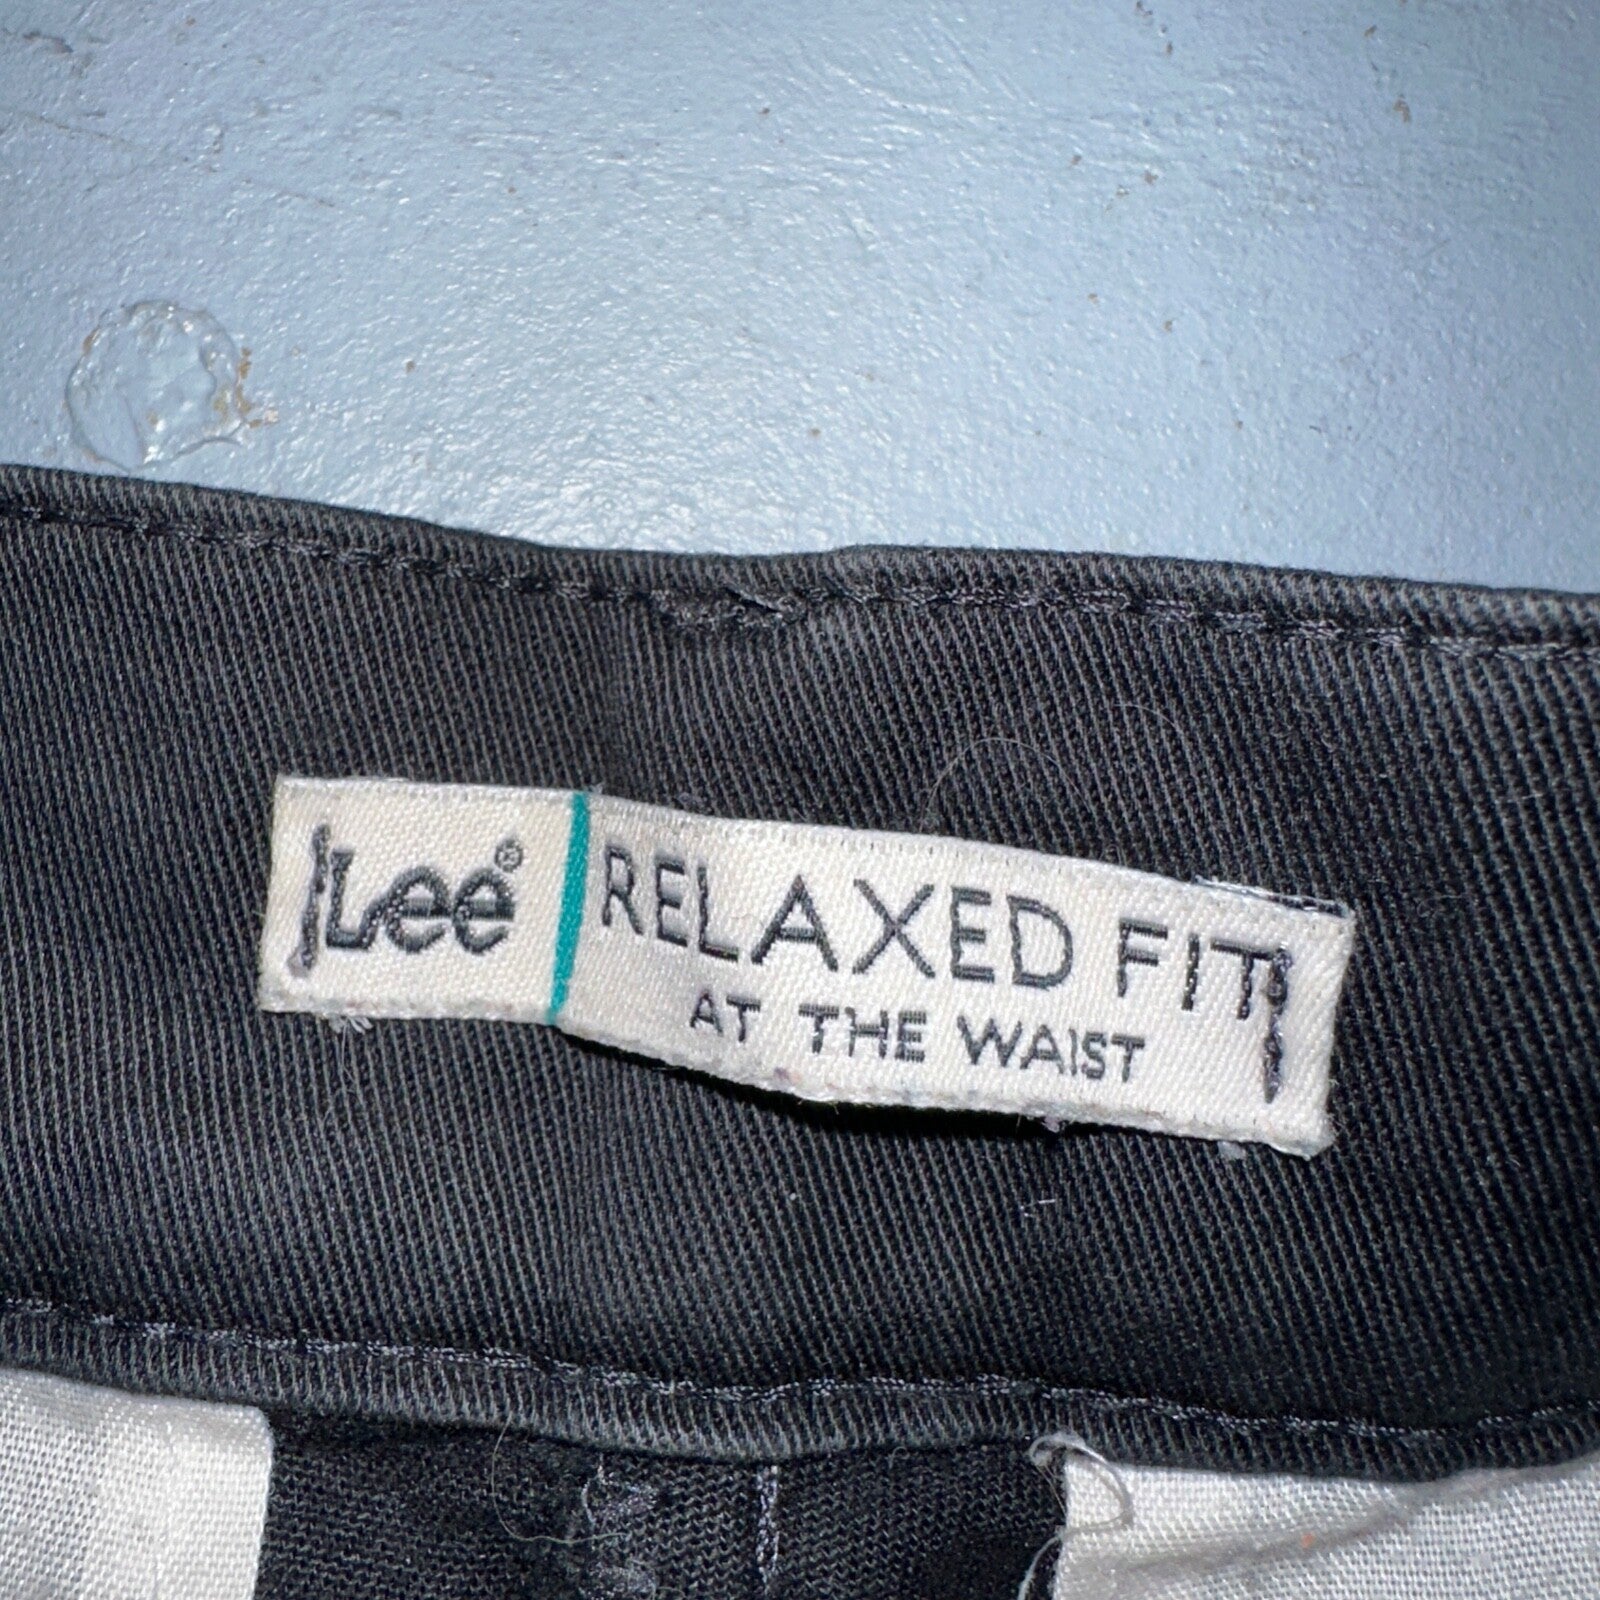 Lee® RELAXED FIT
AT THE WAIST